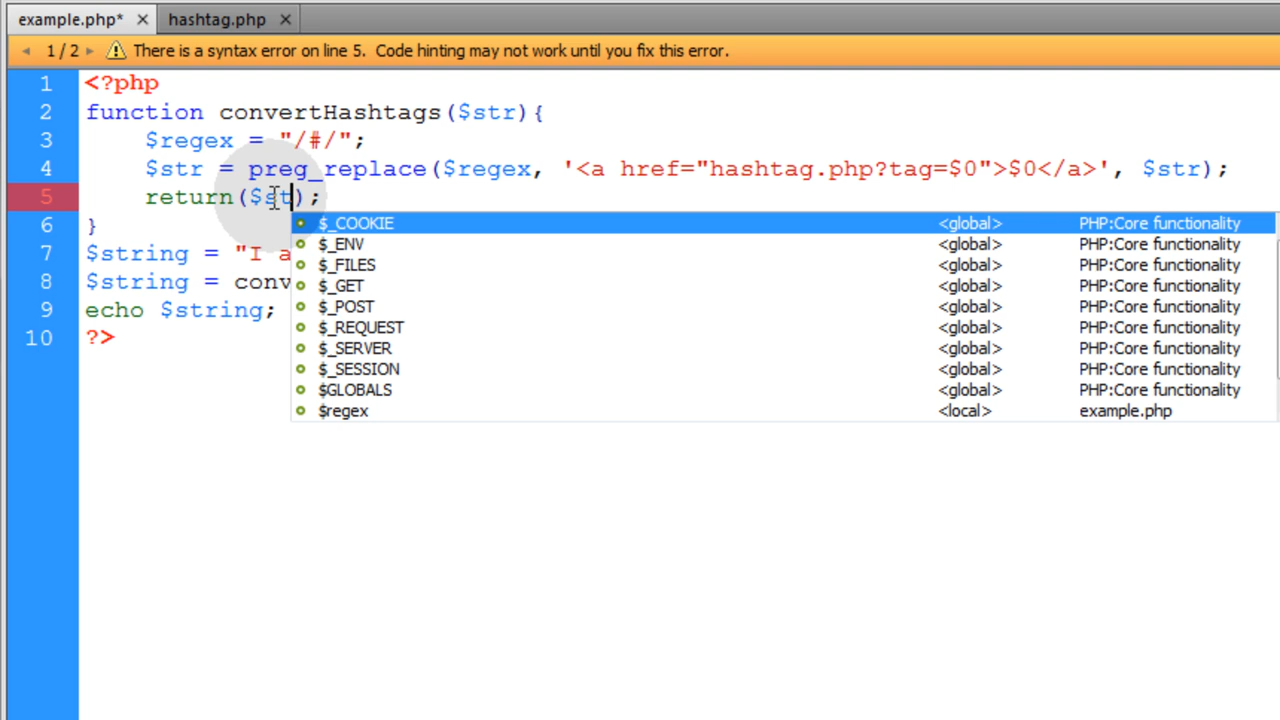 example.php* × hashtag.php ×
1 / 2 There is a syntax error on line 5. Code hinting may not work until you fix this error.
1 <?php
2 function convertHashtags($str){
3 $regex = "/#/";
4 $str = preg_replace($regex, '<a href="hashtag.php?tag=$0">$0</a>', $str);
5 return($st);
6 }
7 $string = "I a
8 $string = conv
9 echo $string;
10 ?>
$_COOKIE <global> PHP:Core functionality
$_ENV <global> PHP:Core functionality
$_FILES <global> PHP:Core functionality
$_GET <global> PHP:Core functionality
$_POST <global> PHP:Core functionality
$_REQUEST <global> PHP:Core functionality
$_SERVER <global> PHP:Core functionality
$_SESSION <global> PHP:Core functionality
$GLOBALS <global> PHP:Core functionality
$regex <local> example.php